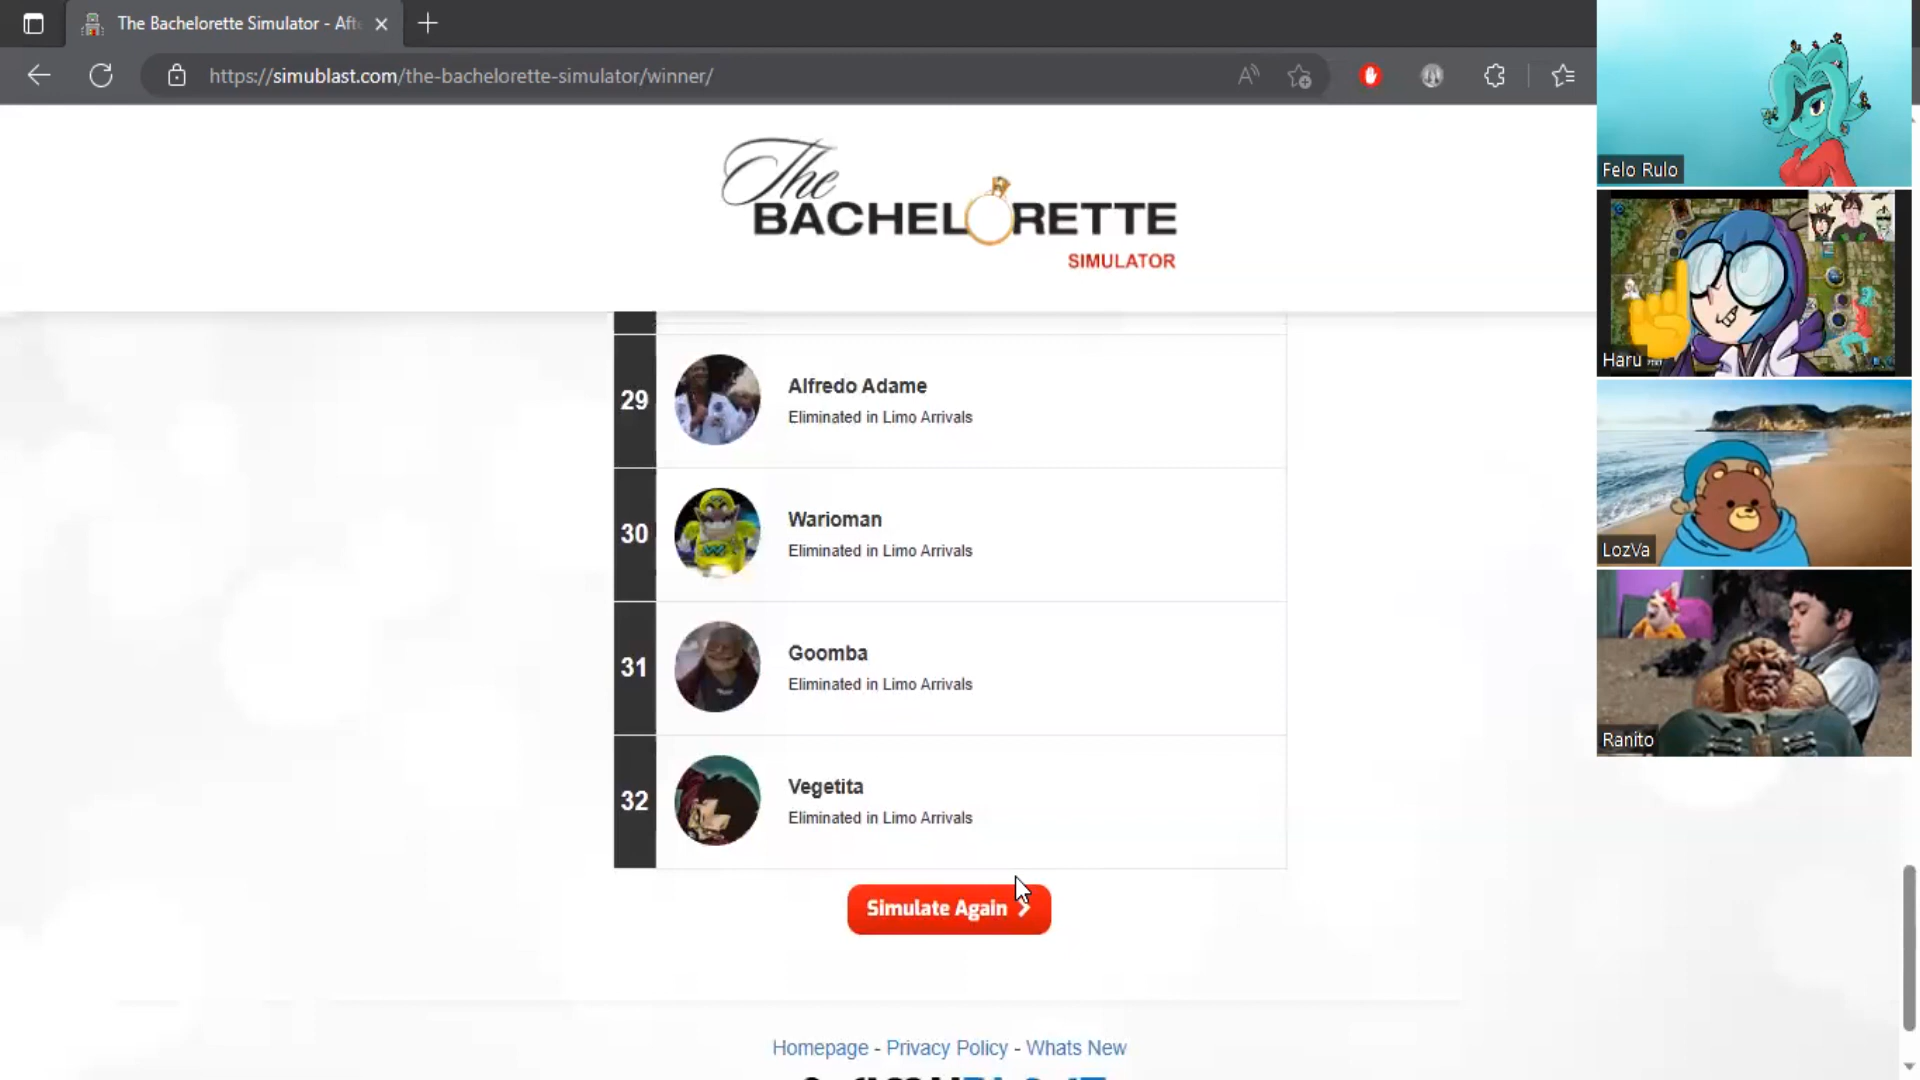 The Bachelorette Simulator - Aft
https://simublast.com/the-bachelorette-simulator/winner/
The
BACHELORETTE
SIMULATOR
29
Alfredo Adame
Eliminated in Limo Arrivals
30
Warioman
Eliminated in Limo Arrivals
31
Goomba
Eliminated in Limo Arrivals
32
Vegetita
Eliminated in Limo Arrivals
Simulate Again
Homepage - Privacy Policy - Whats New
Felo Rulo
Haru
LozVa
Ranito